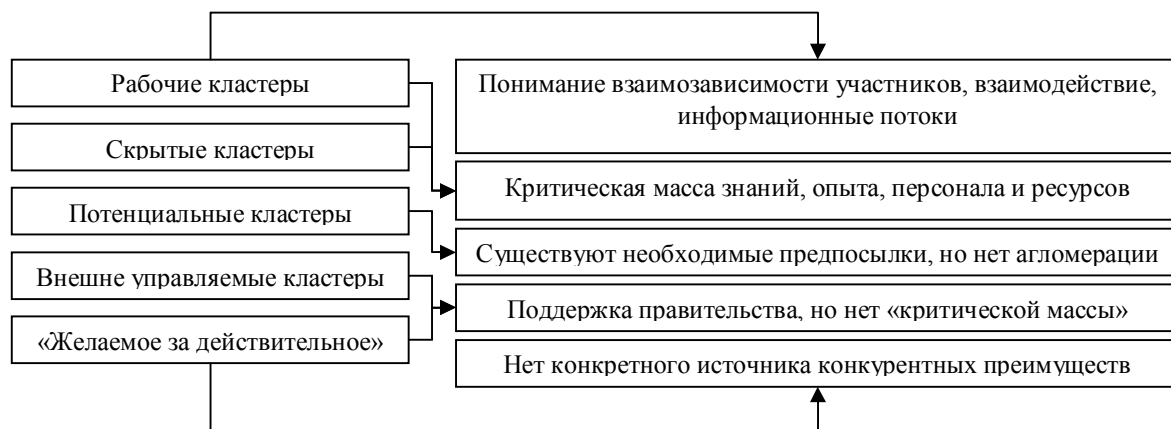 Рабочие кластеры
Скрытые кластеры
Потенциальные кластеры
Внешне управляемые кластеры
«Желаемое за действительное»
Понимание взаимозависимости участников, взаимодействие,
информационные потоки
Критическая масса знаний, опыта, персонала и ресурсов
Существуют необходимые предпосылки, но нет агломерации
Поддержка правительства, но нет «критической массы»
Нет конкретного источника конкурентных преимуществ